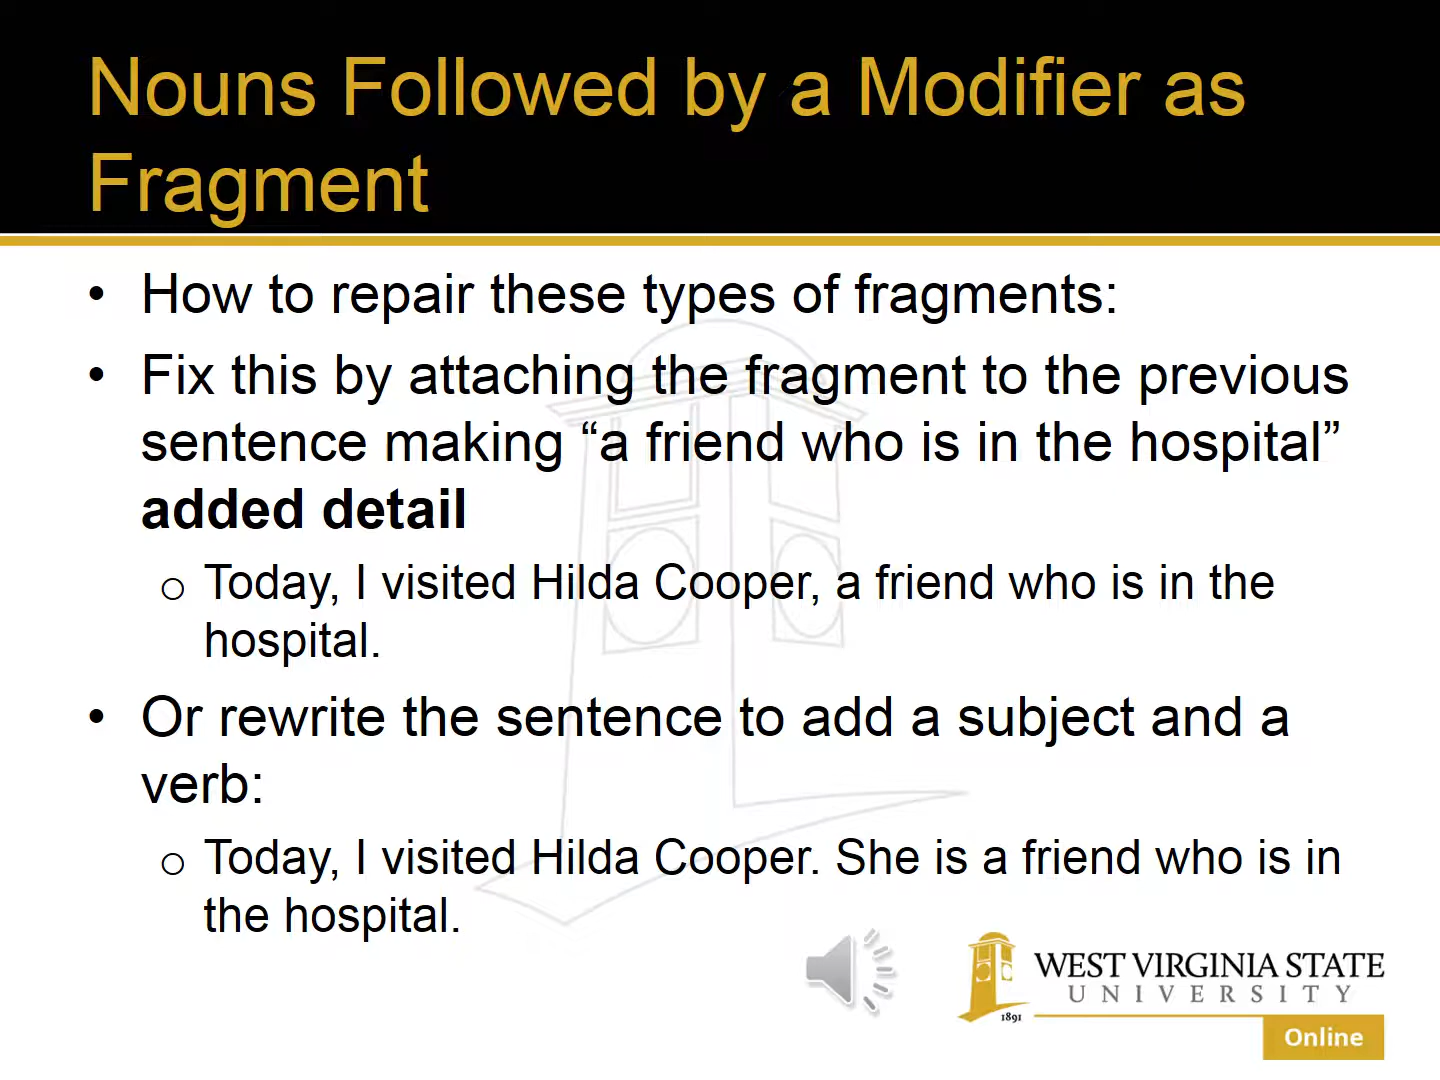 Nouns Followed by a Modifier as
Fragment
• How to repair these types of fragments:
• Fix this by attaching the fragment to the previous
sentence making “a friend who is in the hospital”
added detail
o Today, I visited Hilda Cooper, a friend who is in the
hospital.
• Or rewrite the sentence to add a subject and a
verb:
o Today, I visited Hilda Cooper. She is a friend who is in
the hospital.
WEST VIRGINIA STATE
UNIVERSITY
1891
Online